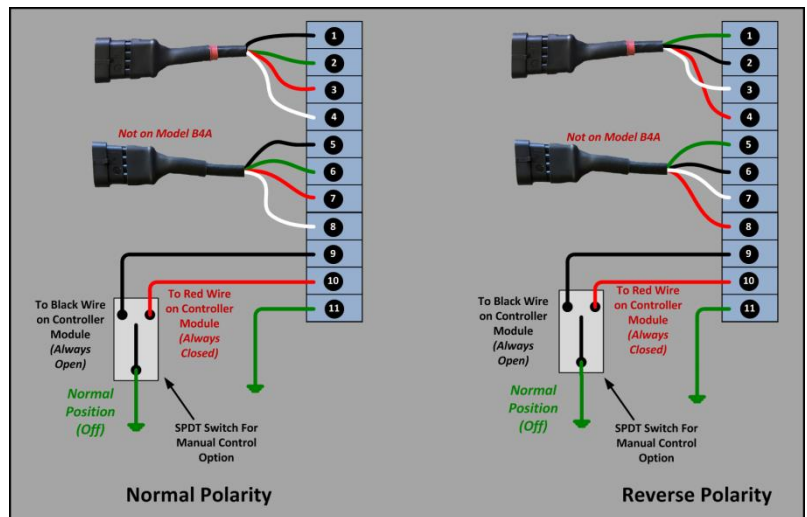 1
2
3
4
Not on Model B4A
5
6
7
8
9
10
11
To Black Wire
on Controller
Module
(Always
Open)
To Red Wire
on Controller
Module
(Always
Closed)
Normal
Position
(Off)
SPDT Switch For
Manual Control
Option
Normal Polarity
1
2
3
4
Not on Model B4A
5
6
7
8
9
10
11
To Black Wire
on Controller
Module
(Always
Open)
To Red Wire
on Controller
Module
(Always
Closed)
Normal
Position
(Off)
SPDT Switch For
Manual Control
Option
Reverse Polarity